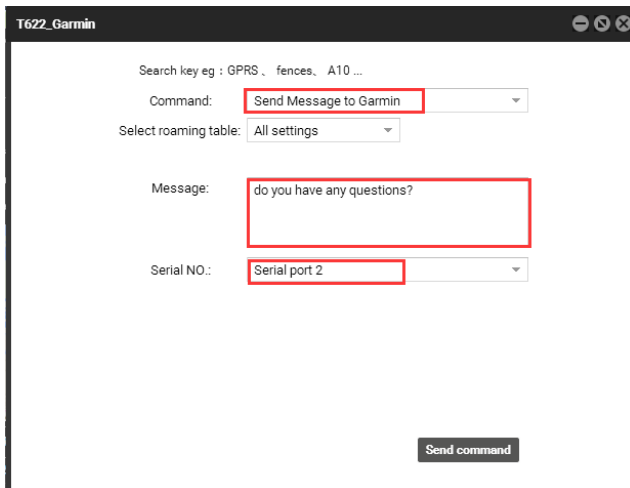 T622_Garmin
Search key eg：GPRS 、 fences、 A10 ...
Command: Send Message to Garmin
Select roaming table: All settings
Message: do you have any questions?
Serial NO.: Serial port 2
Send command